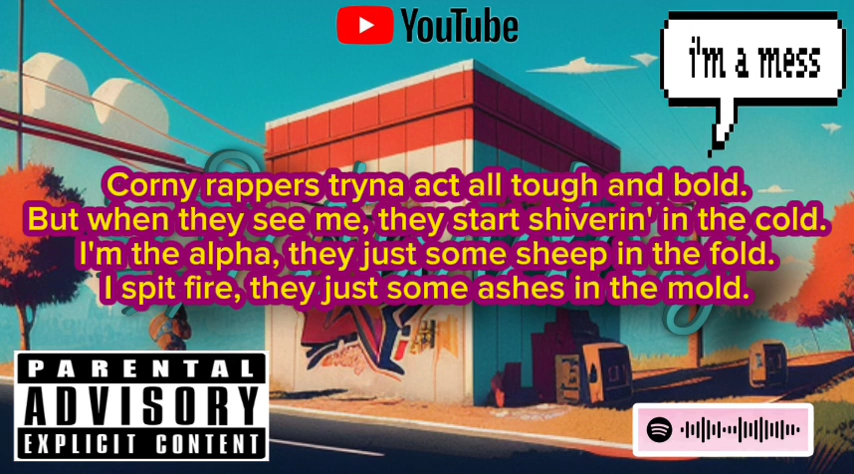 YouTube
i'm a mess
Corny rappers tryna act all tough and bold.
But when they see me, they start shiverin' in the cold.
I'm the alpha, they just some sheep in the fold.
I spit fire, they just some ashes in the mold.
PARENTAL
ADVISORY
EXPLICIT CONTENT